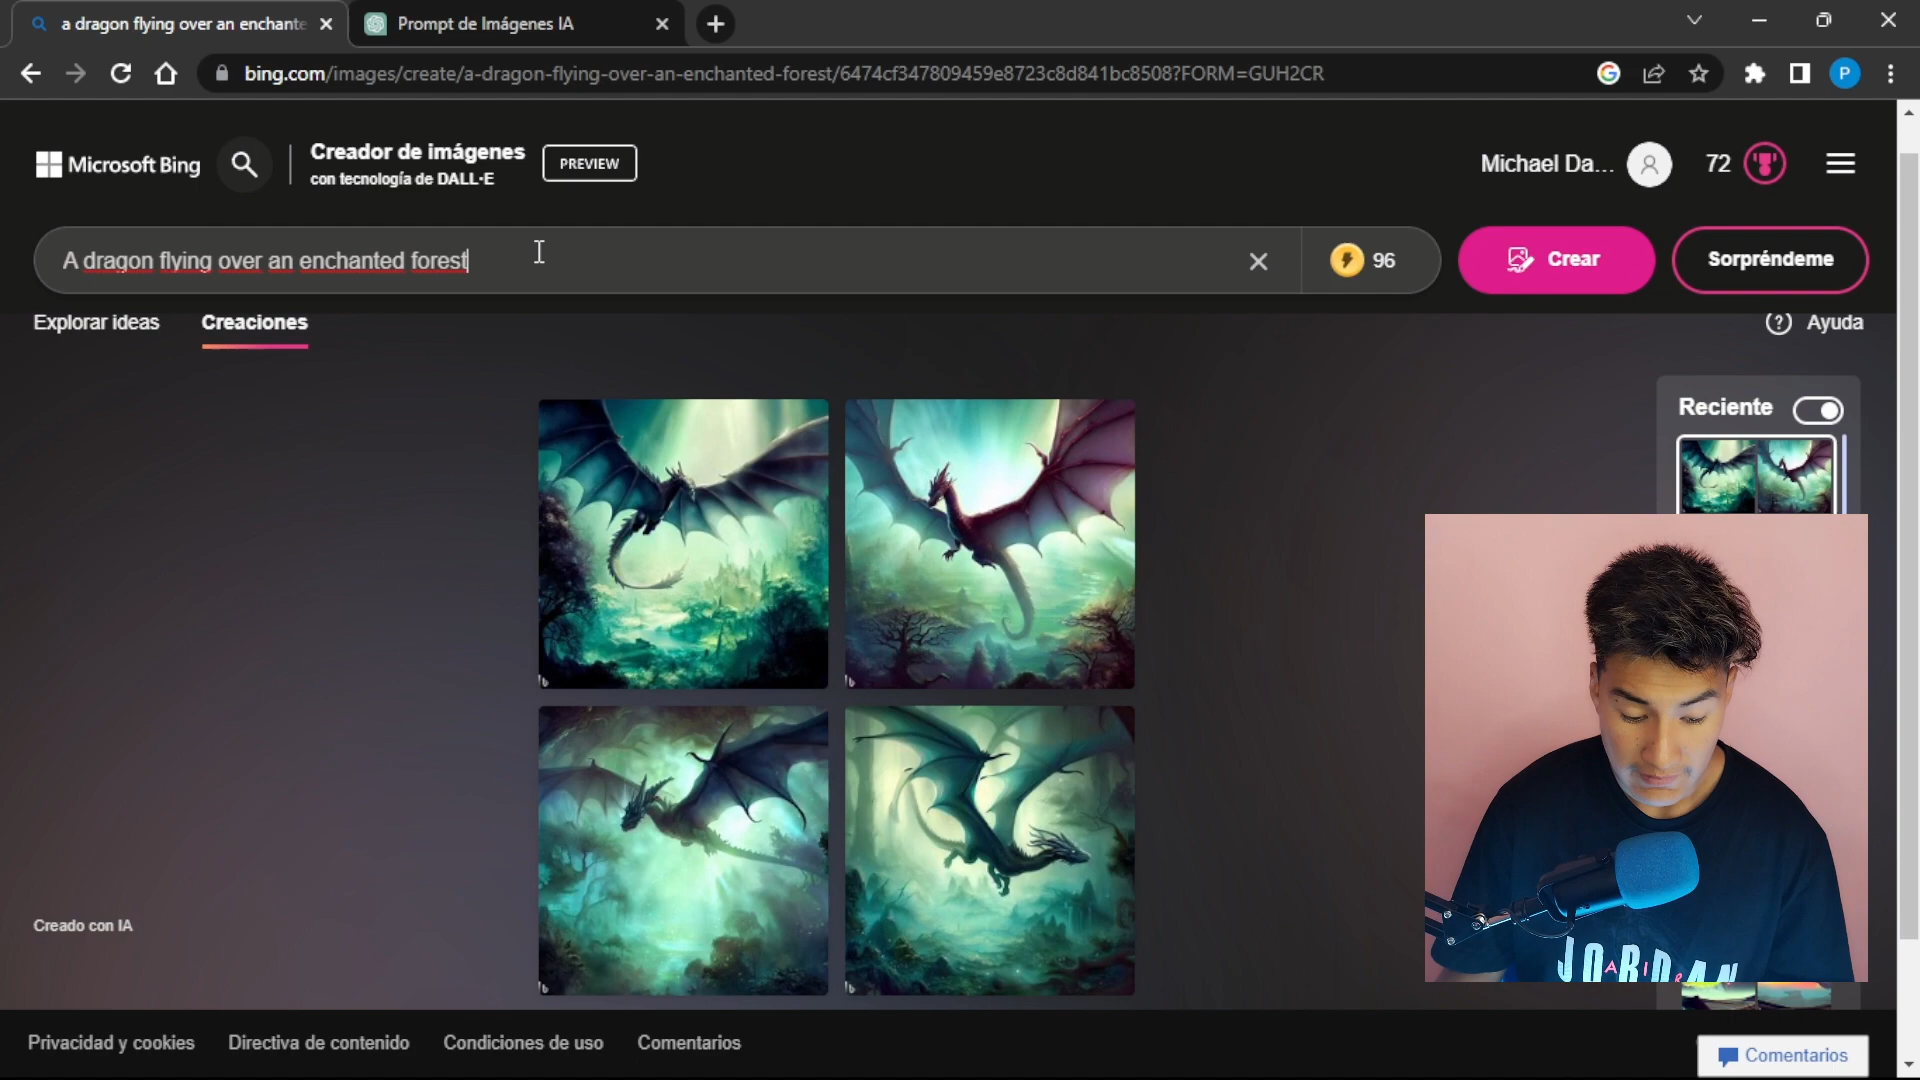 a dragon flying over an enchante
Prompt de Imágenes IA
bing.com/images/create/a-dragon-flying-over-an-enchanted-forest/6474cf347809459e8723c8d841bc8508?FORM=GUH2CR
P
Microsoft Bing
Creador de imágenes
con tecnología de DALL·E
PREVIEW
Michael Da...
72
A dragon flying over an enchanted forest
96
Crear
Sorpréndeme
Explorar ideas
Creaciones
Ayuda
Reciente
Creado con IA
JORDAN
AIR
Privacidad y cookies
Directiva de contenido
Condiciones de uso
Comentarios
Comentarios